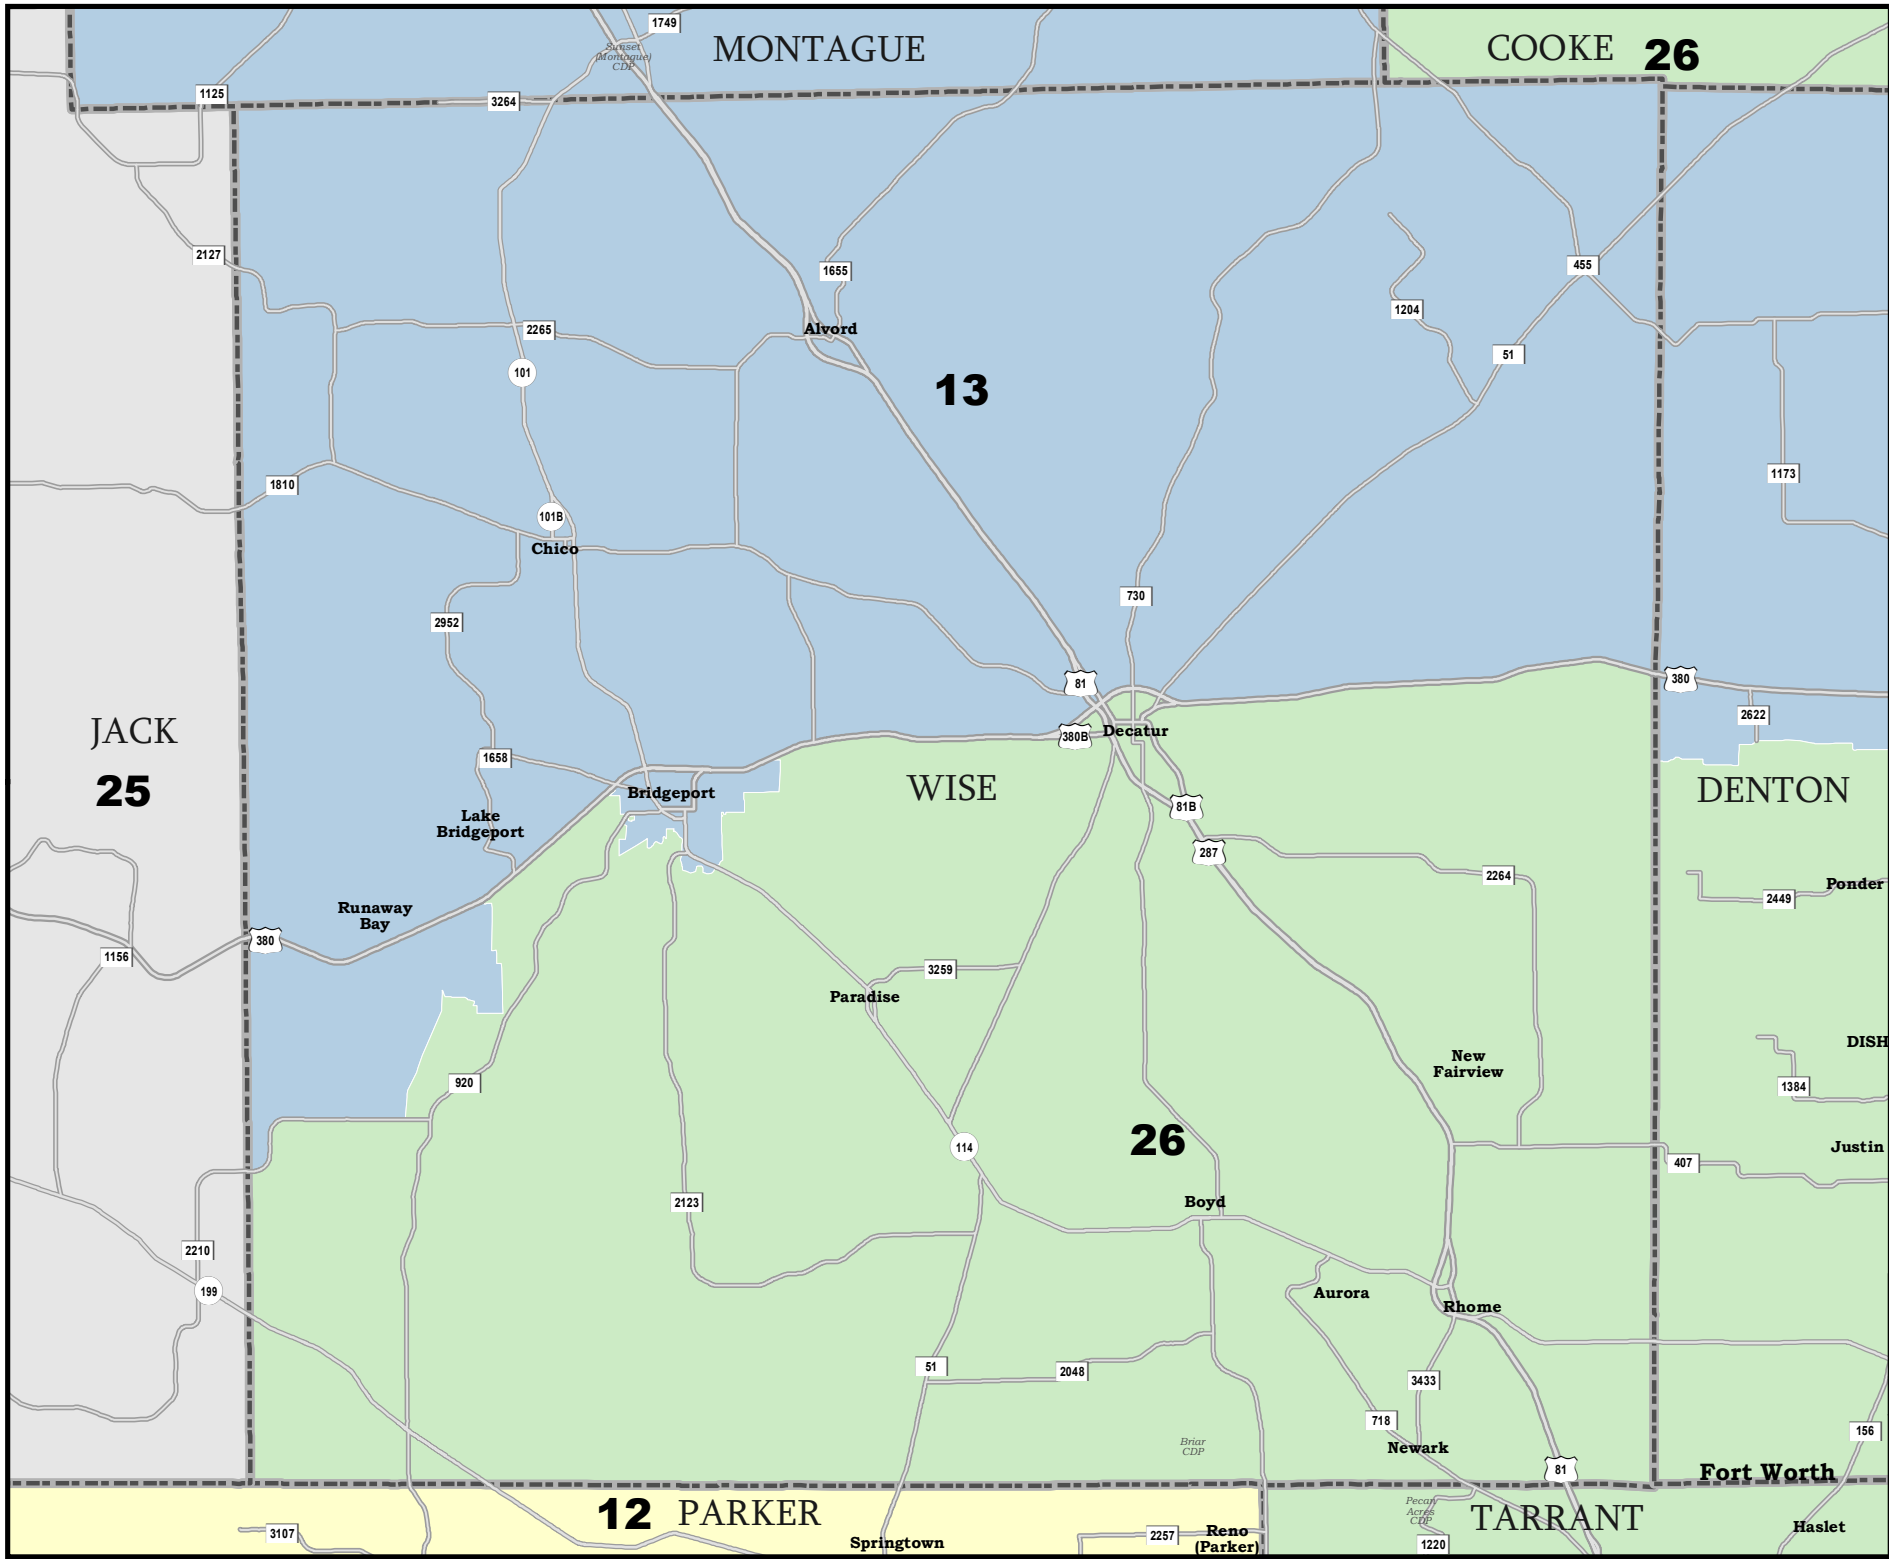 1749
Sunset
(Montague)
CDP
MONTAGUE
COOKE 26
1125
3264
2127
1655
455
1204
2265
Alvord
51
101
13
1173
1810
101B
Chico
730
2952
81
380
2622
JACK
380B
Decatur
1658
25
Bridgeport
WISE
DENTON
81B
Lake
Bridgeport
287
2264
Ponder
2449
Runaway
Bay
380
1156
3259
Paradise
DISH
New
Fairview
920
1384
26
114
Justin
407
2123
Boyd
2210
199
Aurora
Rhome
51
2048
3433
718
156
Briar
CDP
Newark
81
Fort Worth
12 PARKER
Pecan
Acres
CDP
TARRANT
3107
Springtown
2257
Reno
(Parker)
1220
Haslet